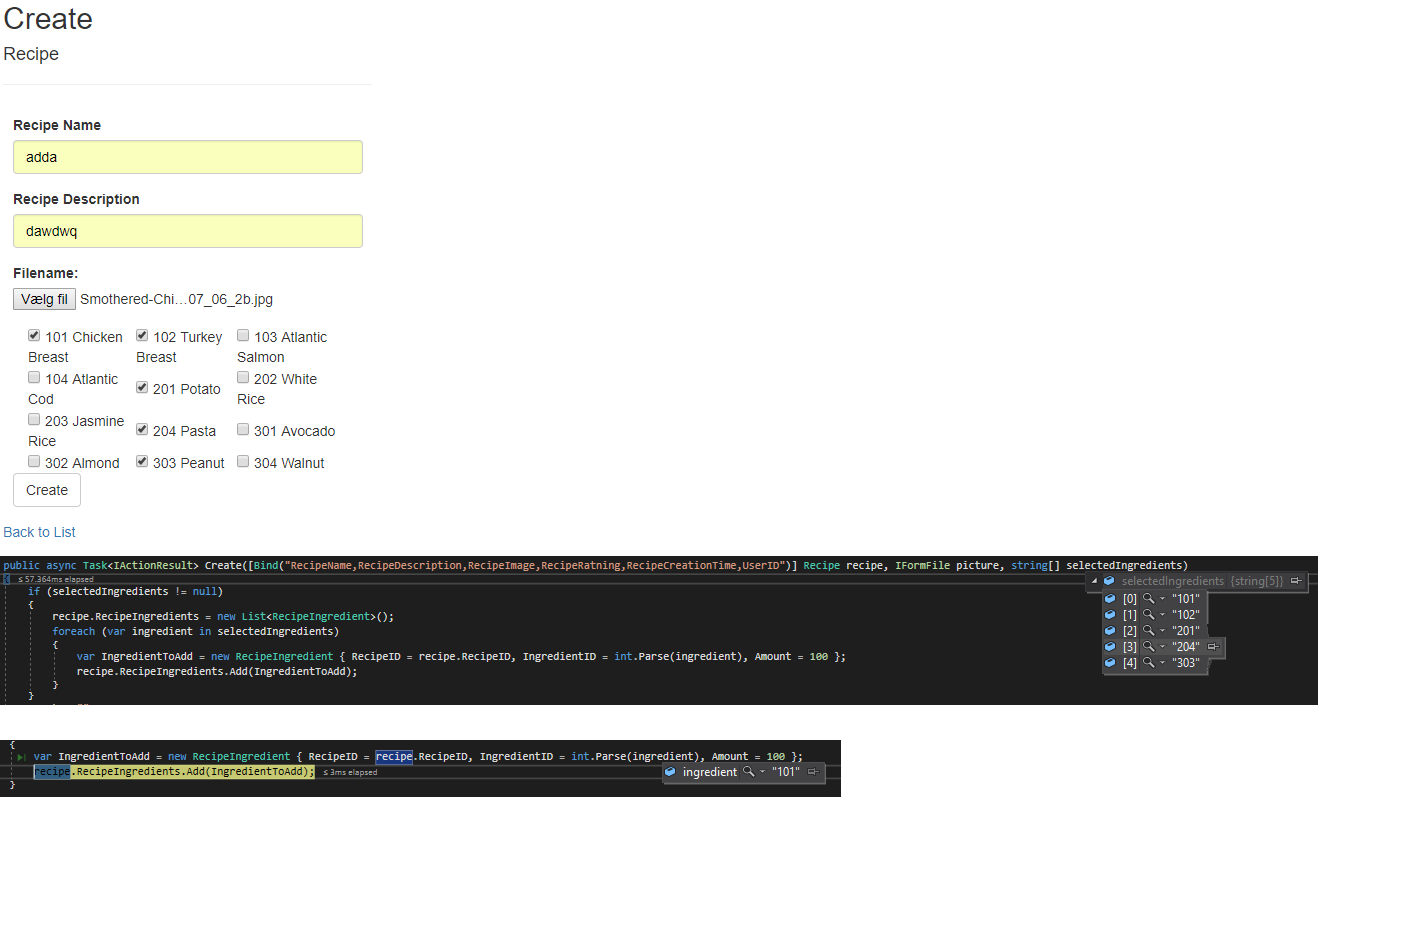 Create
Recipe
Recipe Name
adda
Recipe Description
dawdwq
Filename:
Vælg fil Smothered-Chi...07_06_2b.jpg
101 Chicken Breast 102 Turkey Breast 103 Atlantic Salmon
104 Atlantic Cod 201 Potato 202 White Rice
203 Jasmine Rice 204 Pasta 301 Avocado
302 Almond 303 Peanut 304 Walnut
Create
Back to List
public async Task<IActionResult> Create([Bind("RecipeName,RecipeDescription,RecipeImage,RecipeRatning,RecipeCreationTime,UserID")] Recipe recipe, IFormFile picture, string[] selectedIngredients)
≤ 57.364ms elapsed
selectedIngredients {string[5]}
if (selectedIngredients != null)
[0] "101"
{
[1] "102"
recipe.RecipeIngredients = new List<RecipeIngredient>();
foreach (var ingredient in selectedIngredients)
[2] "201"
{
[3] "204"
var IngredientToAdd = new RecipeIngredient { RecipeID = recipe.RecipeID, IngredientID = int.Parse(ingredient), Amount = 100 };
[4] "303"
recipe.RecipeIngredients.Add(IngredientToAdd);
}
}
{
var IngredientToAdd = new RecipeIngredient { RecipeID = recipe.RecipeID, IngredientID = int.Parse(ingredient), Amount = 100 };
recipe.RecipeIngredients.Add(IngredientToAdd); ≤ 3ms elapsed
ingredient "101"
}